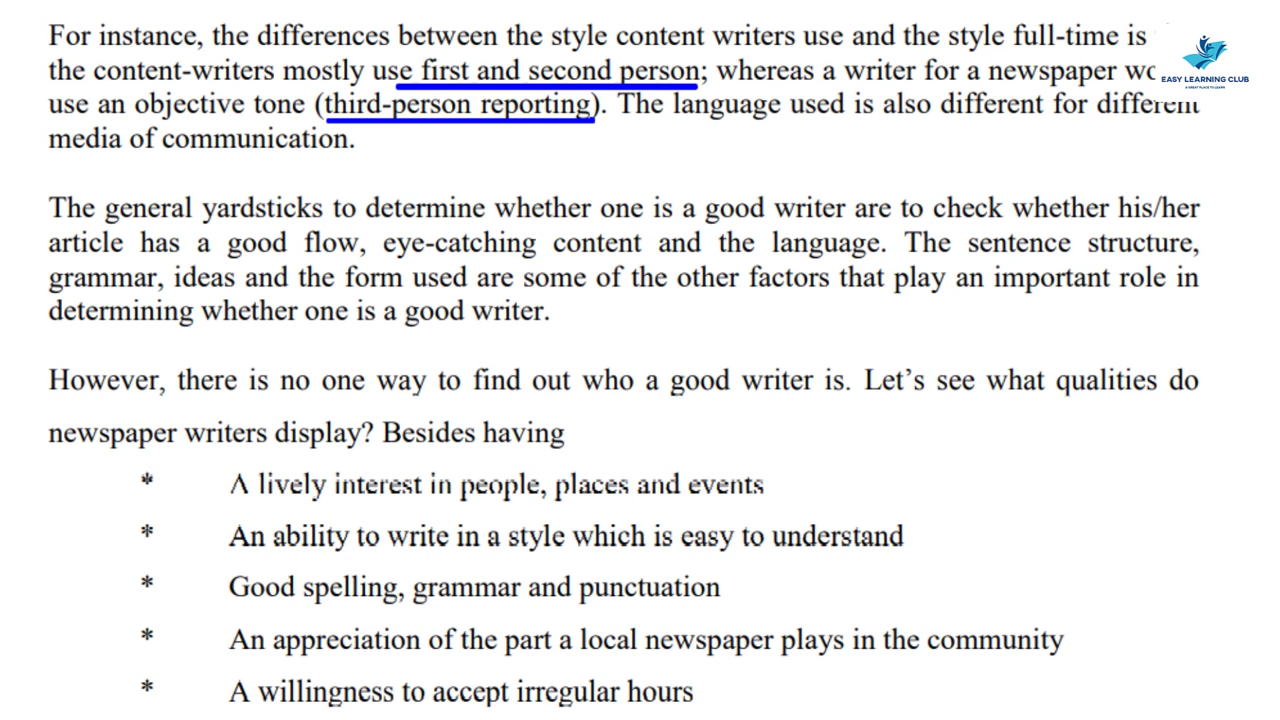 For instance, the differences between the style content writers use and the style full-time is
the content-writers mostly use first and second person; whereas a writer for a newspaper
use an objective tone (third-person reporting). The language used is also different for different
media of communication.
The general yardsticks to determine whether one is a good writer are to check whether his/her
article has a good flow, eye-catching content and the language. The sentence structure,
grammar, ideas and the form used are some of the other factors that play an important role in
determining whether one is a good writer.
However, there is no one way to find out who a good writer is. Let's see what qualities do
newspaper writers display? Besides having
* A lively interest in people, places and events
* An ability to write in a style which is easy to understand
* Good spelling, grammar and punctuation
* An appreciation of the part a local newspaper plays in the community
* A willingness to accept irregular hours
EASY LEARNING CLUB
A GREAT PLACE TO LEARN